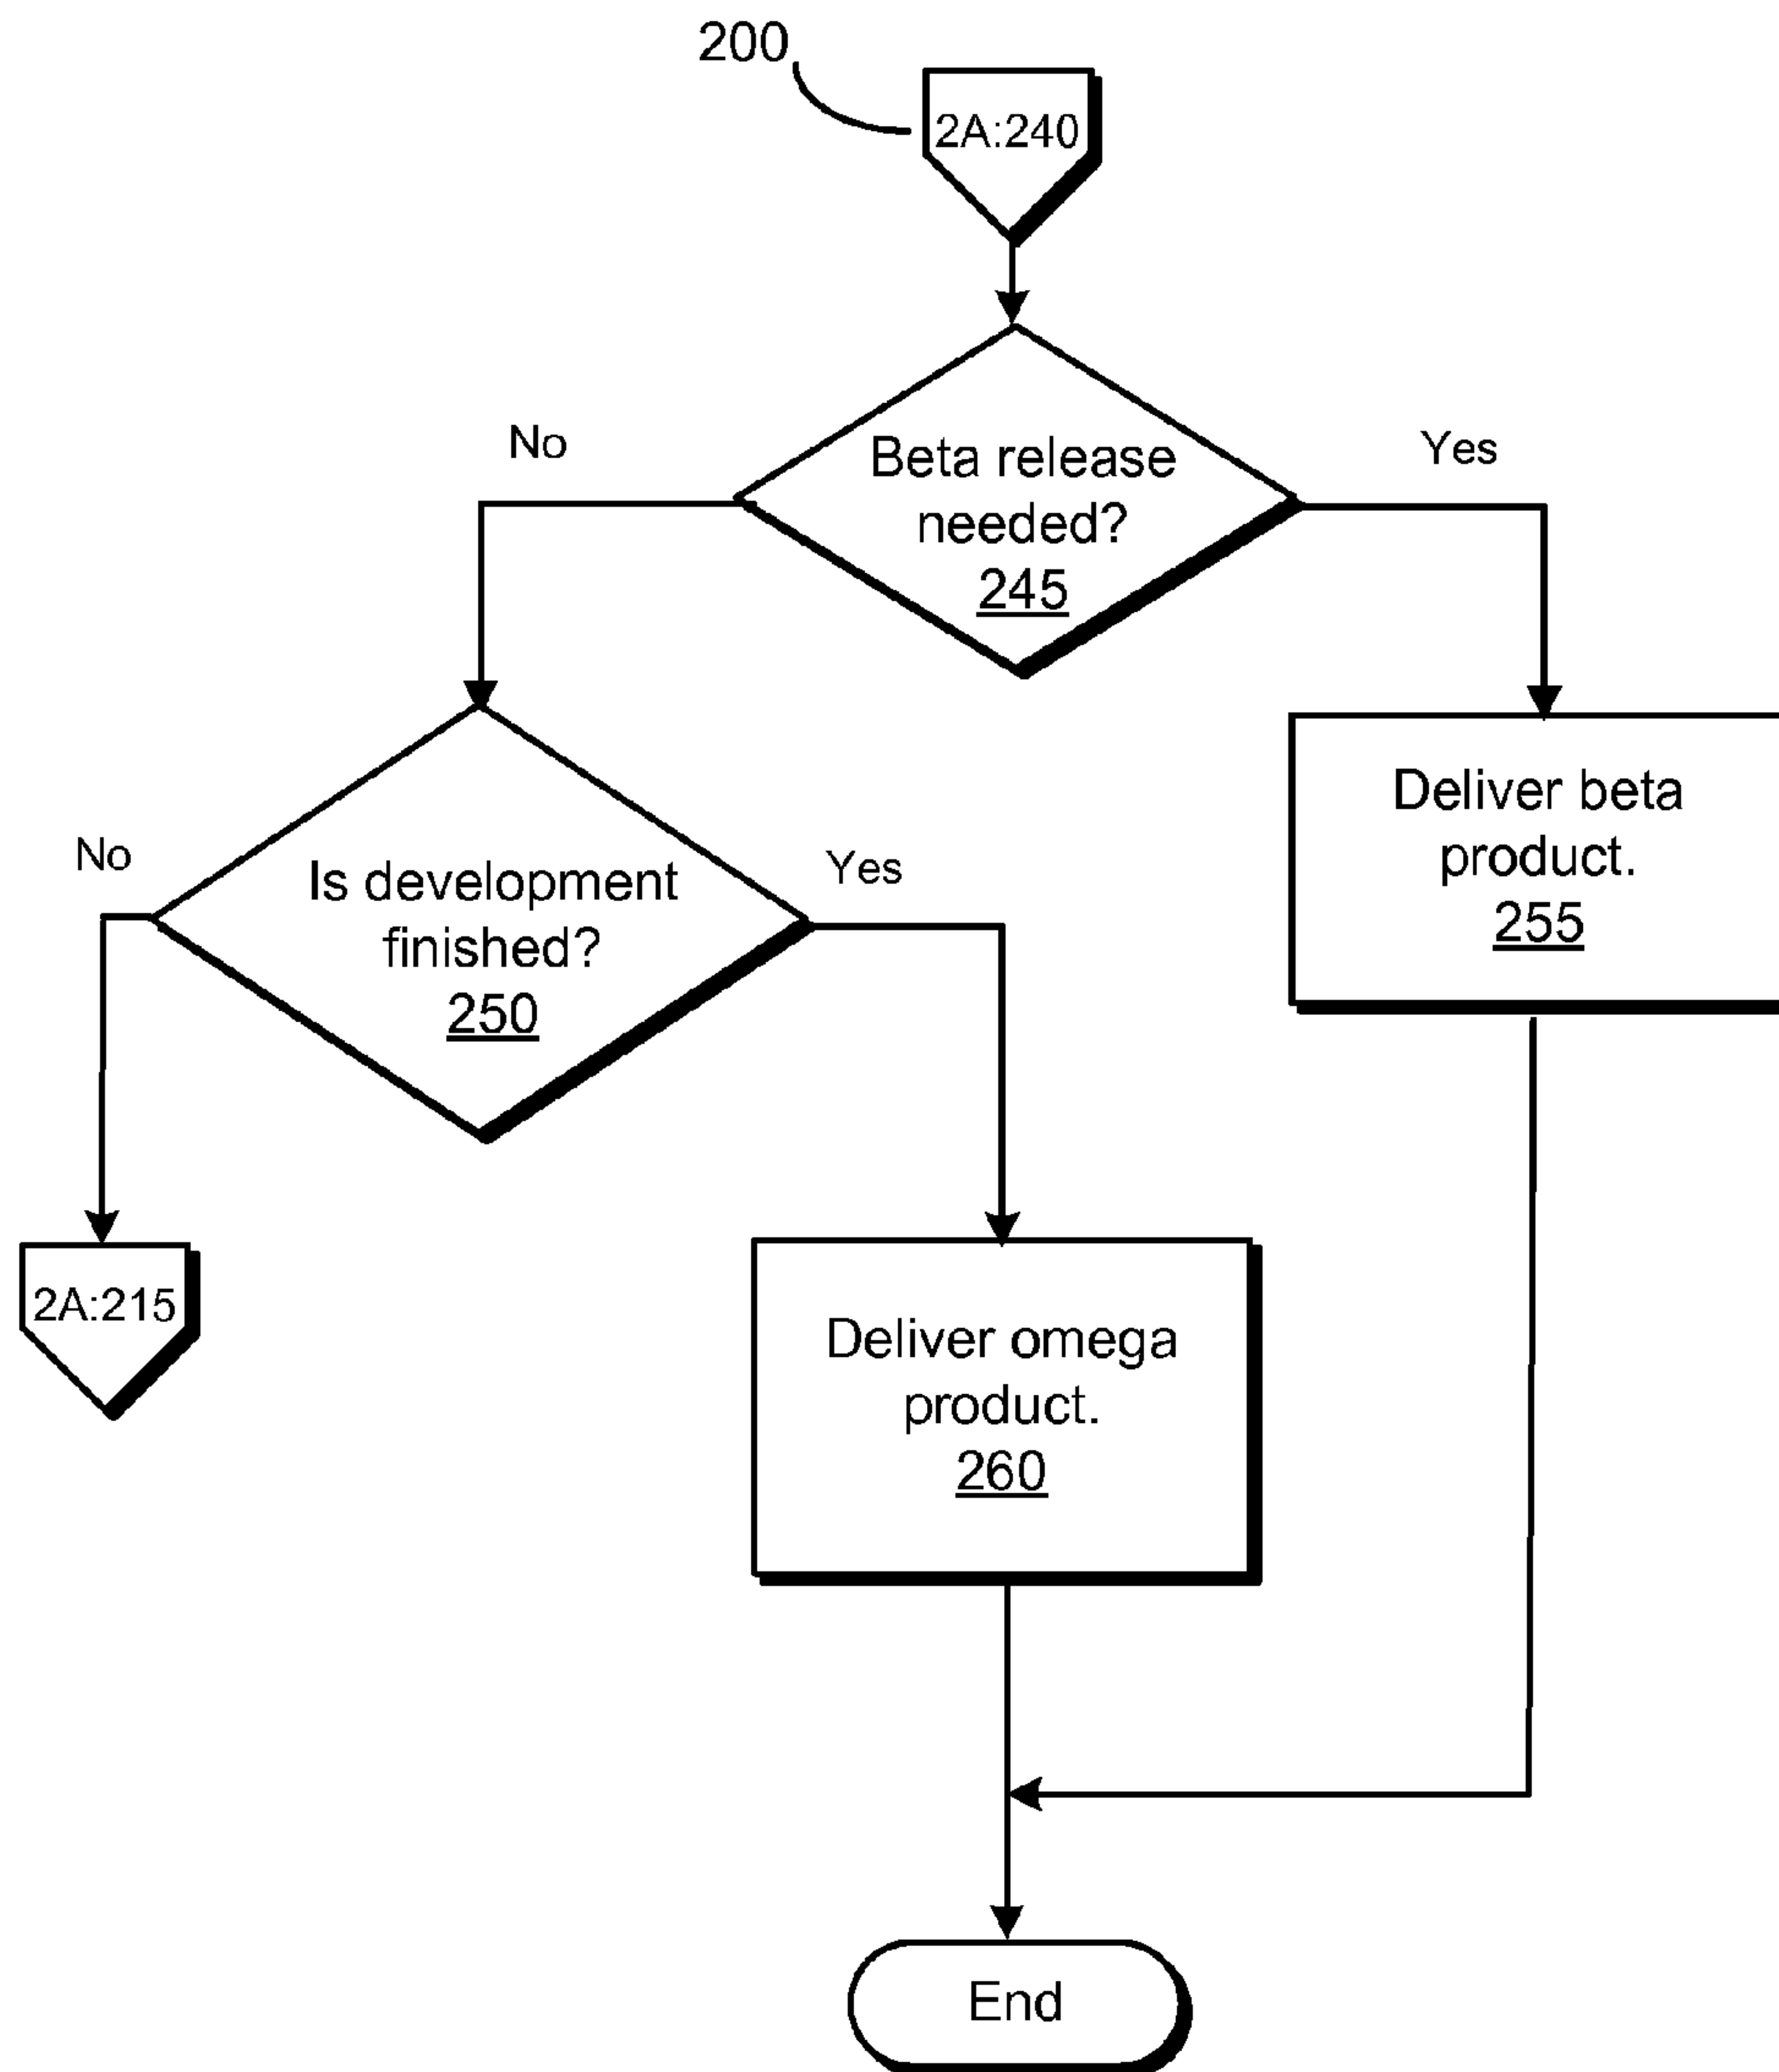 200
2A:240
No
Yes
Beta release
needed?
245
Deliver beta
product.
255
No
Yes
Is development
finished?
250
2A:215
Deliver omega
product.
260
End